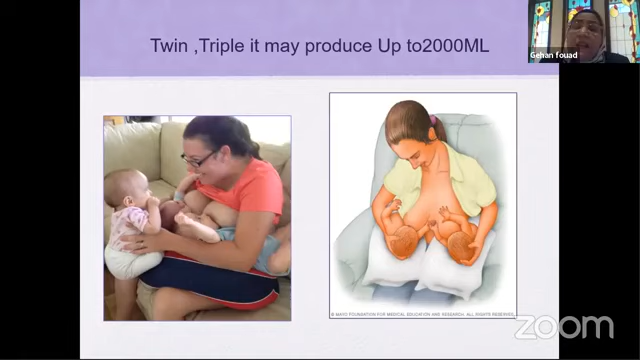 Twin ,Triple it may produce Up to2000ML
Gehan fouad
© MAYO FOUNDATION FOR MEDICAL EDUCATION AND RESEARCH. ALL RIGHTS RESERVED.
zoom